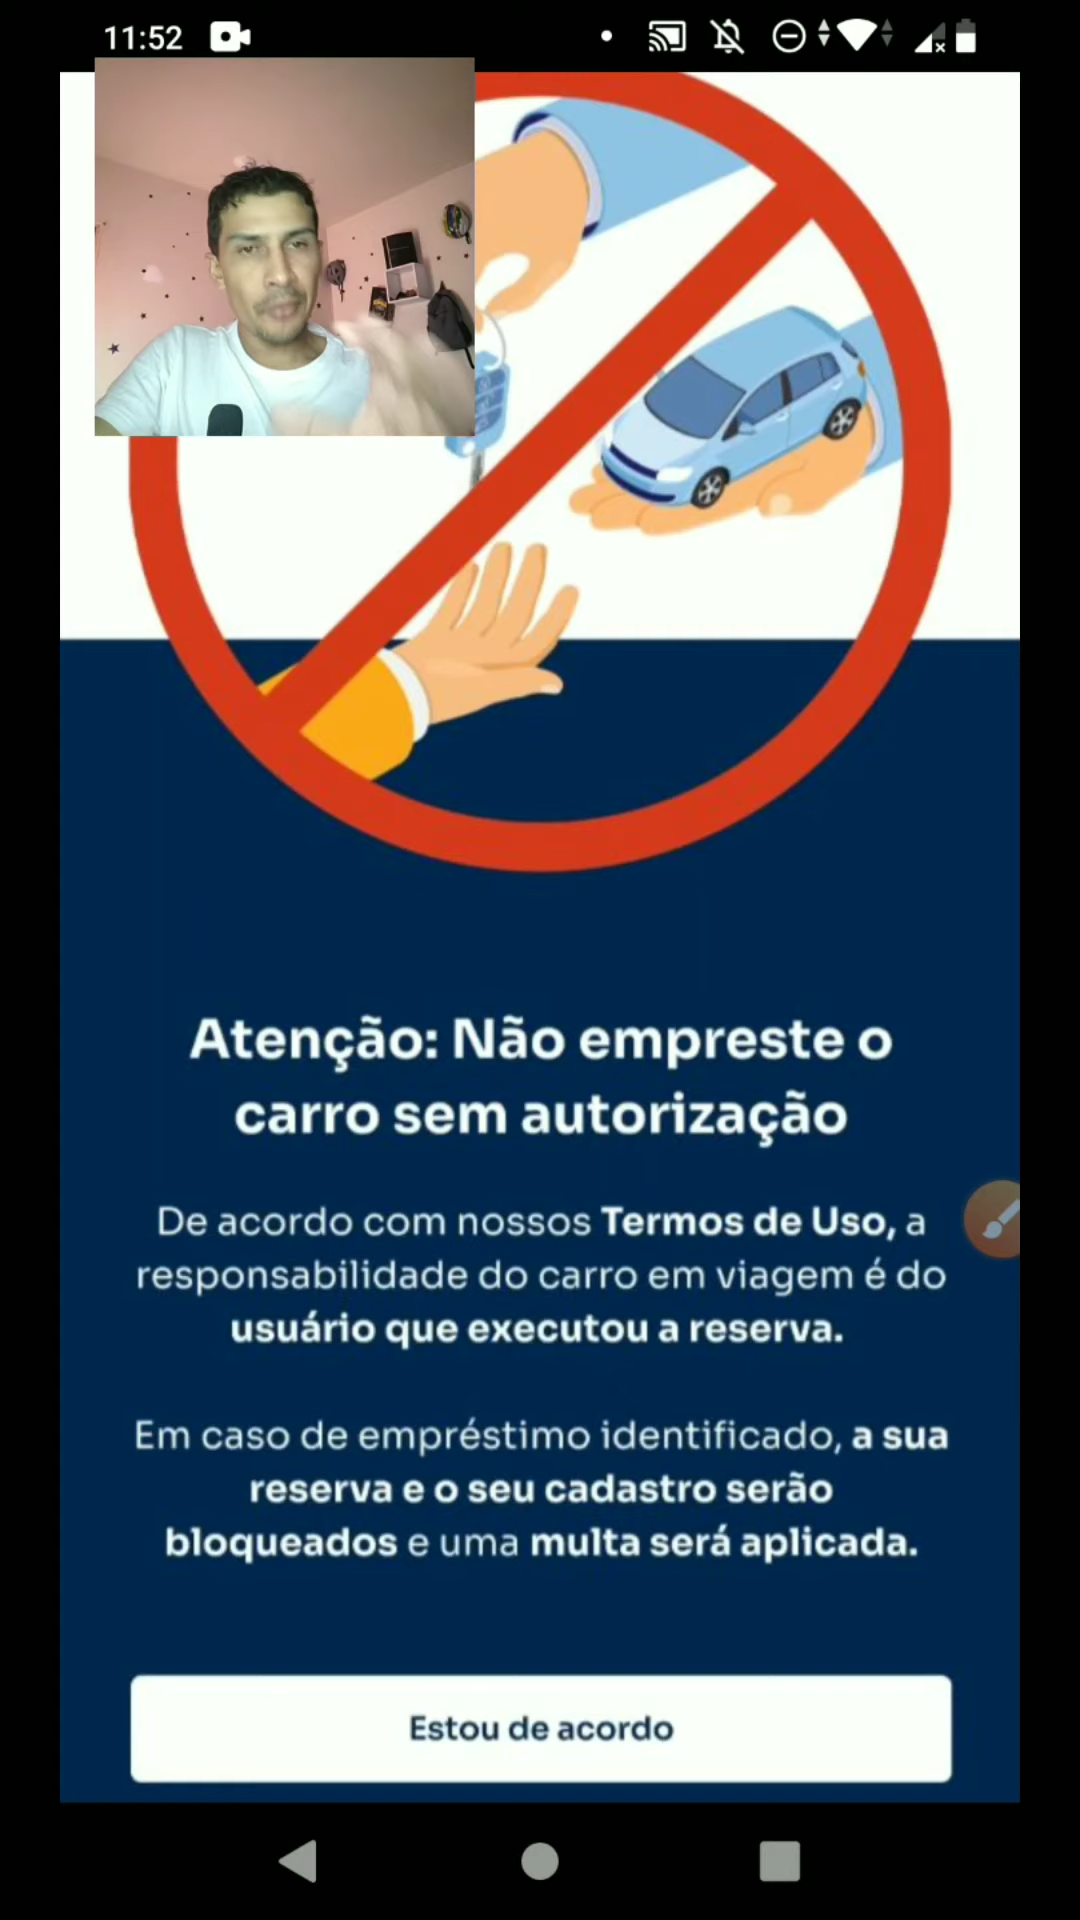 11:52
Atenção: Não empreste o
carro sem autorização
De acordo com nossos Termos de Uso, a
responsabilidade do carro em viagem é do
usuário que executou a reserva.
Em caso de empréstimo identificado, a sua
reserva e o seu cadastro serão
bloqueados e uma multa será aplicada.
Estou de acordo